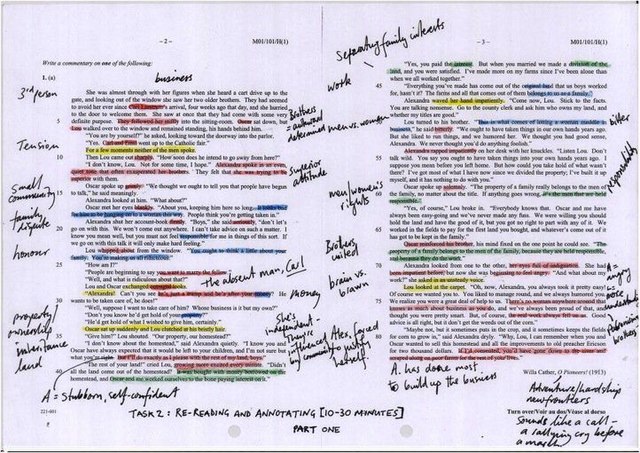 – 2 –
M01/101/H(1)
Write a commentary on one of the following:
1. (a)
business
3rd person
She was almost through with her figures when she heard a cart drive up to the
gate, and looking out of the window she saw her two older brothers. They had seemed
to avoid her ever since Carl Linstrum's arrival, four weeks ago that day, and she hurried
to the door to welcome them. She saw at once that they had come with some very
definite purpose. They followed her stiffly into the sitting-room. Oscar sat down,
Lou walked over to the window and remained standing, his hands behind him.
"You are by yourself?" he asked, looking toward the doorway into the parlor.
"Yes. Carl and Emil went up to the Catholic fair."
Tension
For a few moments neither of the men spoke.
Then Lou came out sharply. "How soon does he intend to go away from here?"
"I don't know, Lou. Not for some time, I hope." Alexandra spoke in an even,
quiet tone that often exasperated her brothers. They felt that she was trying to be
superior with them.
Superior
attitude
Oscar spoke up grimly. "We thought we ought to tell you that people have begun
to talk," he said meaningly.
Small
community
Alexandra looked at him. "What about?"
Oscar met her eyes blankly. "About you, keeping him here so long. It looks bad
for him to be hanging on to a woman this way. People think you're getting taken in."
family
dispute
Alexandra shut her account-book firmly. "Boys," she said seriously, "don't let's
go on with this. We won't come out anywhere. I can't take advice on such a matter. I
know you mean well, but you must not feel responsible for me in things of this sort. If
we go on with this talk it will only make hard feeling."
honour
Lou whipped about from the window. "You ought to think a little about your
family. You're making us all ridiculous."
"How am I?"
"People are beginning to say you want to marry the fellow."
"Well, and what is ridiculous about that?"
the absent man, Carl
Lou and Oscar exchanged outraged looks.
"Alexandra! Can't you see he's just a tramp and he's after your money? He
wants to be taken care of, he does!"
money
"Well, suppose I want to take care of him? Whose business is it but my own?"
"Don't you know he'd get hold of your property?"
"He'd get hold of what I wished to give him, certainly."
property
ownership
inheritance
land
Oscar sat up suddenly and Lou clutched at his bristly hair.
"Give him?" Lou shouted. "Our property, our homestead?"
"I don't know about the homestead," said Alexandra quietly. "I know you and
Oscar have always expected that it would be left to your children, and I'm not sure but
what you're right. But I'll do exactly as I please with the rest of my land, boys."
"The rest of your land!" cried Lou, growing more excited every minute. "Didn't
all the land come out of the homestead? It was bought with money borrowed on the
homestead, and Oscar and me worked ourselves to the bone paying interest on it."
A = Stubborn, self-confident
221-001
TASK 2: RE-READING AND ANNOTATING [10-30 MINUTES]
PART ONE
– 3 –
M01/101/H(1)
separating family interests
work
Brothers
men vs. women
men/women's
rights
Brothers
united
brain vs.
brawn
She's
independent -
"Yes, you paid the interest. But when you married we made a division of the
land, and you were satisfied. I've made more on my farms since I've been alone than
when we all worked together."
"Everything you've made has come out of the original land that us boys worked
for, hasn't it? The farms and all that comes out of them belongs to us as a family."
Alexandra waved her hand impatiently. "Come now, Lou. Stick to the facts.
You are talking nonsense. Go to the county clerk and ask him who owns my land, and
whether my titles are good."
Lou turned to his brother. "This is what comes of letting a woman meddle in
business," he said bitterly. "We ought to have taken things in our own hands years ago.
But she liked to run things, and we humored her. We thought you had good sense,
Alexandra. We never thought you'd do anything foolish."
bitter
Alexandra rapped impatiently on her desk with her knuckles. "Listen, Lou. Don't
talk wild. You say you ought to have taken things into your own hands years ago. I
suppose you mean before you left home. But how could you take hold of what wasn't
there? I've got most of what I have now since we divided the property; I've built it up
myself, and it has nothing to do with you."
responsibility
Oscar spoke up solemnly. "The property of a family really belongs to the men of
the family, no matter about the title. If anything goes wrong, it's the men that are held
responsible."
"Yes, of course," Lou broke in. "Everybody knows that. Oscar and me have
always been easy-going and we've never made any fuss. We were willing you should
hold the land and have the good of it, but you got no right to part with any of it. We
worked in the fields to pay for the first land you bought, and whatever's come out of it
has got to be kept in the family."
Oscar reinforced his brother, his mind fixed on the one point he could see. "The
property of a family belongs to the men of the family, because they are held responsible,
and because they do the work."
Alexandra looked from one to the other, her eyes full of indignation. She had
been impatient before, but now she was beginning to feel angry. "And what about my
work?" she asked in an unsteady voice.
Lou looked at the carpet. "Oh, now, Alexandra, you always took it pretty easy!
Of course we wanted you to. You liked to manage round, and we always humored you.
We realize you were a great deal of help to us. There's no woman anywhere around that
knows as much about business as you do, and we've always been proud of that, and
thought you were pretty smart. But, of course, the real work always fell on us. Good
advice is all right, but it don't get the weeds out of the corn."
"Maybe not, but it sometimes puts in the crop, and it sometimes keeps the fields
for corn to grow in," said Alexandra dryly. "Why, Lou, I can remember when you and
Oscar wanted to sell this homestead and all the improvements to old preacher Ericson
for two thousand dollars. If I'd consented, you'd have gone down to the river and
scraped along on poor farms for the rest of your lives."
Willa Cather, O Pioneers! (1913)
A. has done most
to build up the business
Adventure/hardship
new frontiers
Turn over/Voir au dos/Véase al dorso
Sounds like a call -
a rallying cry before
a march